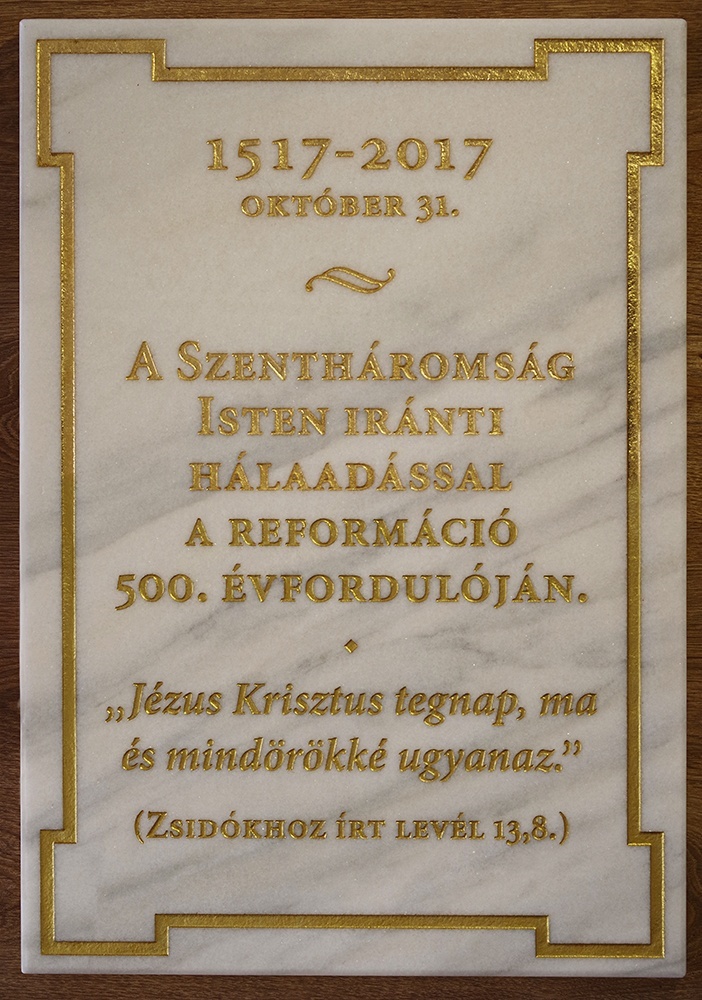 1517-2017
OKTÓBER 31.
A SZENTHÁROMSÁG
ISTEN IRÁNTI
HÁLAADÁSSAL
A REFORMÁCIÓ
500. ÉVFORDULÓJÁN.
„Jézus Krisztus tegnap, ma
és mindörökké ugyanaz.”
(ZSIDÓKHOZ ÍRT LEVÉL 13,8.)